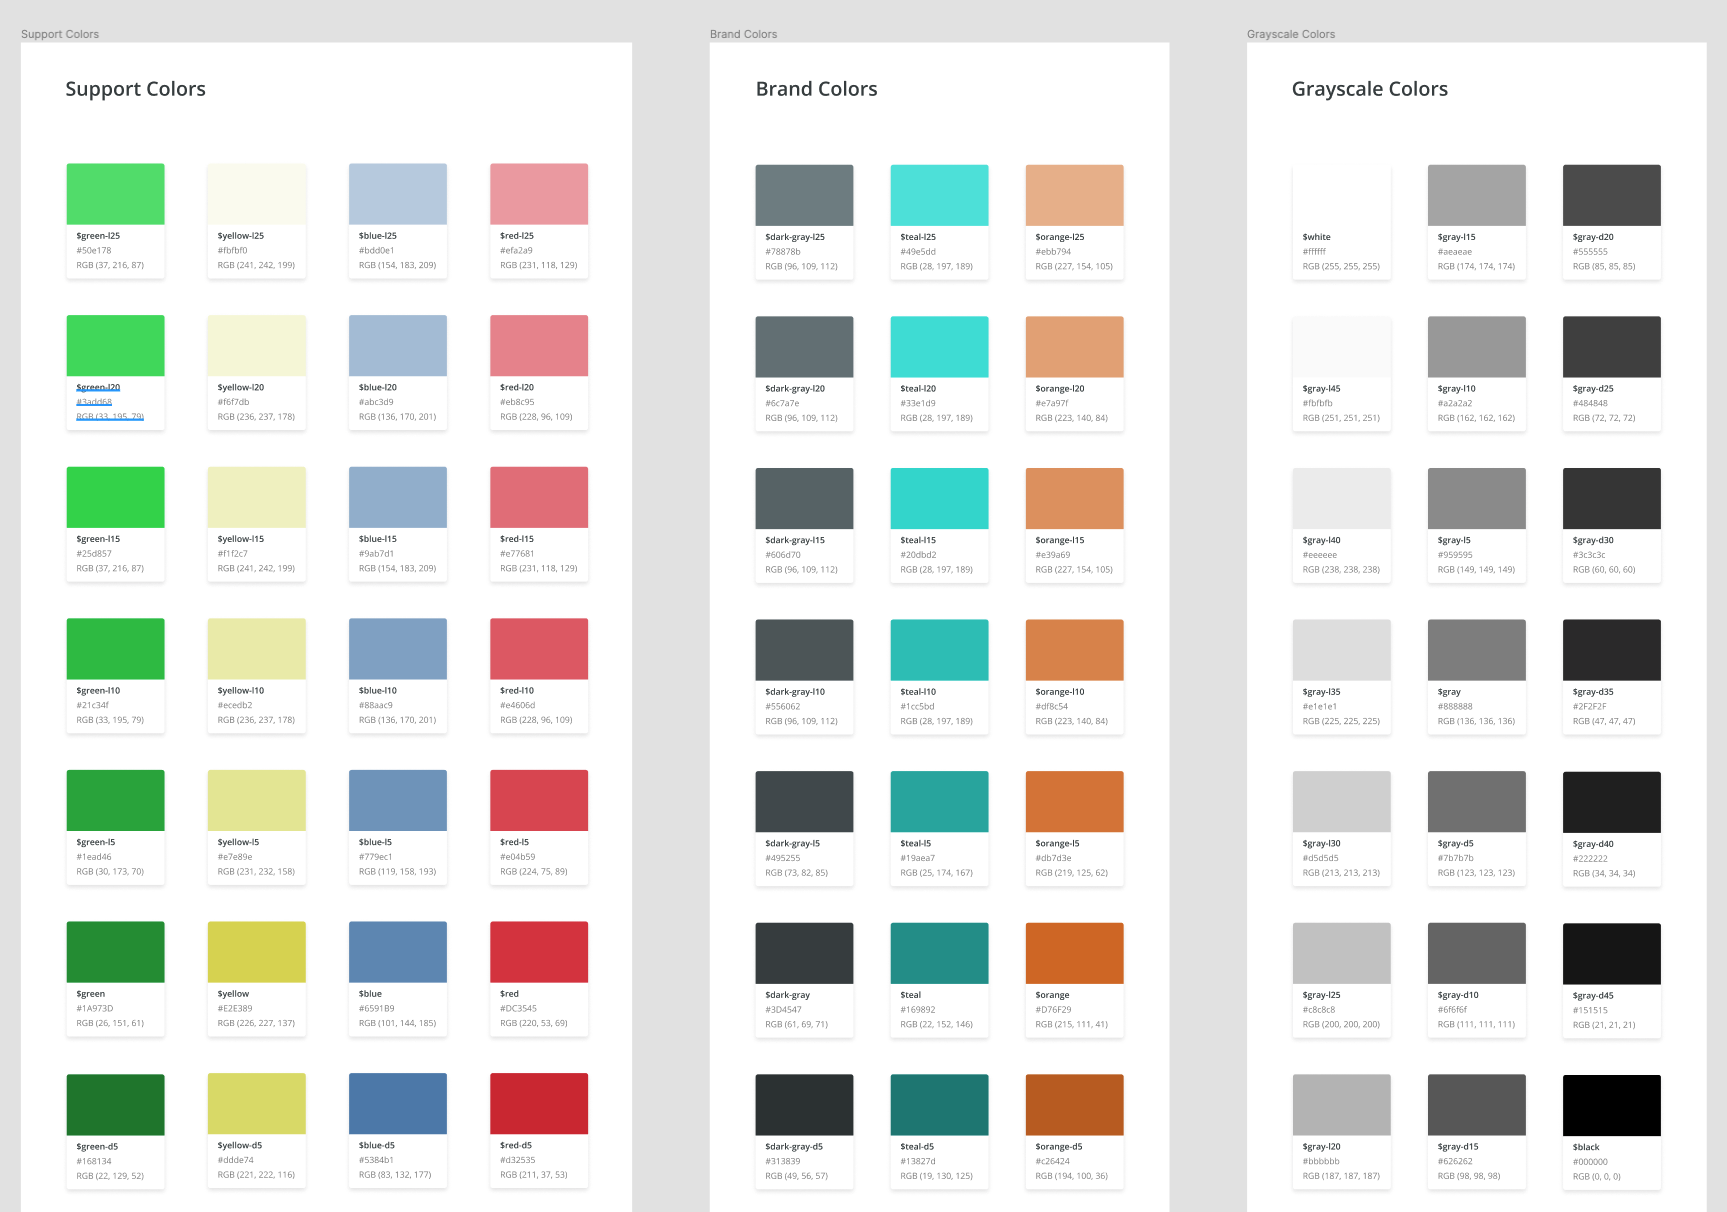 Support Colors
Support Colors
$green-l25
#50e178
RGB (37, 216, 87)
$yellow-l25
#fbfbf0
RGB (241, 242, 199)
$blue-l25
#bdd0e1
RGB (154, 183, 209)
$red-l25
#efa2a9
RGB (231, 118, 129)
$green-l20
#3add68
RGB (33, 195, 79)
$yellow-l20
#f6f7db
RGB (236, 237, 178)
$blue-l20
#abc3d9
RGB (136, 170, 201)
$red-l20
#eb8c95
RGB (228, 96, 109)
$green-l15
#25d857
RGB (37, 216, 87)
$yellow-l15
#f1f2c7
RGB (241, 242, 199)
$blue-l15
#9ab7d1
RGB (154, 183, 209)
$red-l15
#e77681
RGB (231, 118, 129)
$green-l10
#21c34f
RGB (33, 195, 79)
$yellow-l10
#ecedb2
RGB (236, 237, 178)
$blue-l10
#88aac9
RGB (136, 170, 201)
$red-l10
#e4606d
RGB (228, 96, 109)
$green-l5
#1ead46
RGB (30, 173, 70)
$yellow-l5
#e7e89e
RGB (231, 232, 158)
$blue-l5
#779ec1
RGB (119, 158, 193)
$red-l5
#e04b59
RGB (224, 75, 89)
$green
#1A973D
RGB (26, 151, 61)
$yellow
#E2E389
RGB (226, 227, 137)
$blue
#6591B9
RGB (101, 144, 185)
$red
#DC3545
RGB (220, 53, 69)
$green-d5
#168134
RGB (22, 129, 52)
$yellow-d5
#ddde74
RGB (221, 222, 116)
$blue-d5
#5384b1
RGB (83, 132, 177)
$red-d5
#d32535
RGB (211, 37, 53)
Brand Colors
Brand Colors
$dark-gray-l25
#78878b
RGB (96, 109, 112)
$teal-l25
#49e5dd
RGB (28, 197, 189)
$orange-l25
#ebb794
RGB (227, 154, 105)
$dark-gray-l20
#6c7a7e
RGB (96, 109, 112)
$teal-l20
#33e1d9
RGB (28, 197, 189)
$orange-l20
#e7a97f
RGB (223, 140, 84)
$dark-gray-l15
#606d70
RGB (96, 109, 112)
$teal-l15
#20dbd2
RGB (28, 197, 189)
$orange-l15
#e39a69
RGB (227, 154, 105)
$dark-gray-l10
#556062
RGB (96, 109, 112)
$teal-l10
#1cc5bd
RGB (28, 197, 189)
$orange-l10
#df8c54
RGB (223, 140, 84)
$dark-gray-l5
#495255
RGB (73, 82, 85)
$teal-l5
#19aea7
RGB (25, 174, 167)
$orange-l5
#db7d3e
RGB (219, 125, 62)
$dark-gray
#3D4547
RGB (61, 69, 71)
$teal
#169892
RGB (22, 152, 146)
$orange
#D76F29
RGB (215, 111, 41)
$dark-gray-d5
#313839
RGB (49, 56, 57)
$teal-d5
#13827d
RGB (19, 130, 125)
$orange-d5
#c26424
RGB (194, 100, 36)
Grayscale Colors
Grayscale Colors
$white
#ffffff
RGB (255, 255, 255)
$gray-l15
#aeaeae
RGB (174, 174, 174)
$gray-d20
#555555
RGB (85, 85, 85)
$gray-l45
#fbfbfb
RGB (251, 251, 251)
$gray-l10
#a2a2a2
RGB (162, 162, 162)
$gray-d25
#484848
RGB (72, 72, 72)
$gray-l40
#eeeeee
RGB (238, 238, 238)
$gray-l5
#959595
RGB (149, 149, 149)
$gray-d30
#3c3c3c
RGB (60, 60, 60)
$gray-l35
#e1e1e1
RGB (225, 225, 225)
$gray
#888888
RGB (136, 136, 136)
$gray-d35
#2F2F2F
RGB (47, 47, 47)
$gray-l30
#d5d5d5
RGB (213, 213, 213)
$gray-d5
#7b7b7b
RGB (123, 123, 123)
$gray-d40
#222222
RGB (34, 34, 34)
$gray-l25
#c8c8c8
RGB (200, 200, 200)
$gray-d10
#6f6f6f
RGB (111, 111, 111)
$gray-d45
#151515
RGB (21, 21, 21)
$gray-l20
#bbbbbb
RGB (187, 187, 187)
$gray-d15
#626262
RGB (98, 98, 98)
$black
#000000
RGB (0, 0, 0)